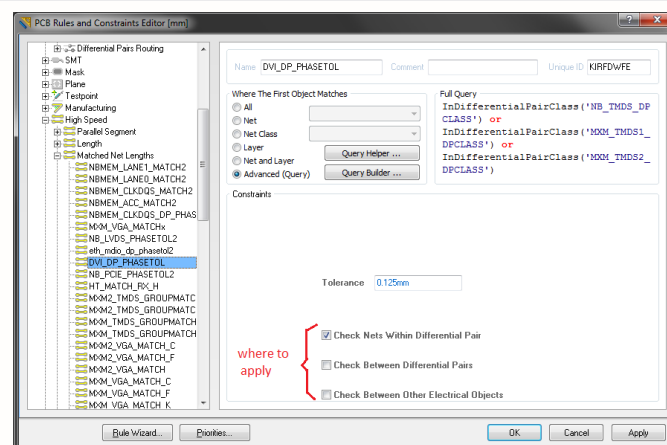 PCB Rules and Constraints Editor [mm]
Differential Pairs Routing
SMT
Mask
Plane
Testpoint
Manufacturing
High Speed
Parallel Segment
Length
Matched Net Lengths
NBMEM_LANE1_MATCH2
NBMEM_LANE0_MATCH2
NBMEM_CLKDQS_MATCH2
NBMEM_ACC_MATCH2
NBMEM_CLKDQS_DP_PHAS
MXM_VGA_MATCHx
NB_LVDS_PHASETOL2
eth_mdio_dp_phasetol2
DVI_DP_PHASETOL
NB_PCIE_PHASETOL2
HT_MATCH_RX_H
MXM2_TMDS_GROUPMATC
MXM2_TMDS_GROUPMATC
MXM_TMDS_GROUPMATCH
MXM_TMDS_GROUPMATCH
MXM2_VGA_MATCH_C
MXM2_VGA_MATCH_F
MXM2_VGA_MATCH
MXM_VGA_MATCH_C
MXM_VGA_MATCH_F
MXM_VGA_MATCH_K
Name DVI_DP_PHASETOL Comment Unique ID KIRFDWFE
Where The First Object Matches
All
Net
Net Class
Layer
Net and Layer
Advanced (Query)
Query Helper ...
Query Builder ...
Full Query
InDifferentialPairClass('NB_TMDS_DP
CLASS') or
InDifferentialPairClass('MXM_TMDS1_
DPCLASS') or
InDifferentialPairClass('MXM_TMDS2_
DPCLASS')
Constraints
Tolerance 0.125mm
where to
apply
Check Nets Within Differential Pair
Check Between Differential Pairs
Check Between Other Electrical Objects
Rule Wizard... Priorities... OK Cancel Apply